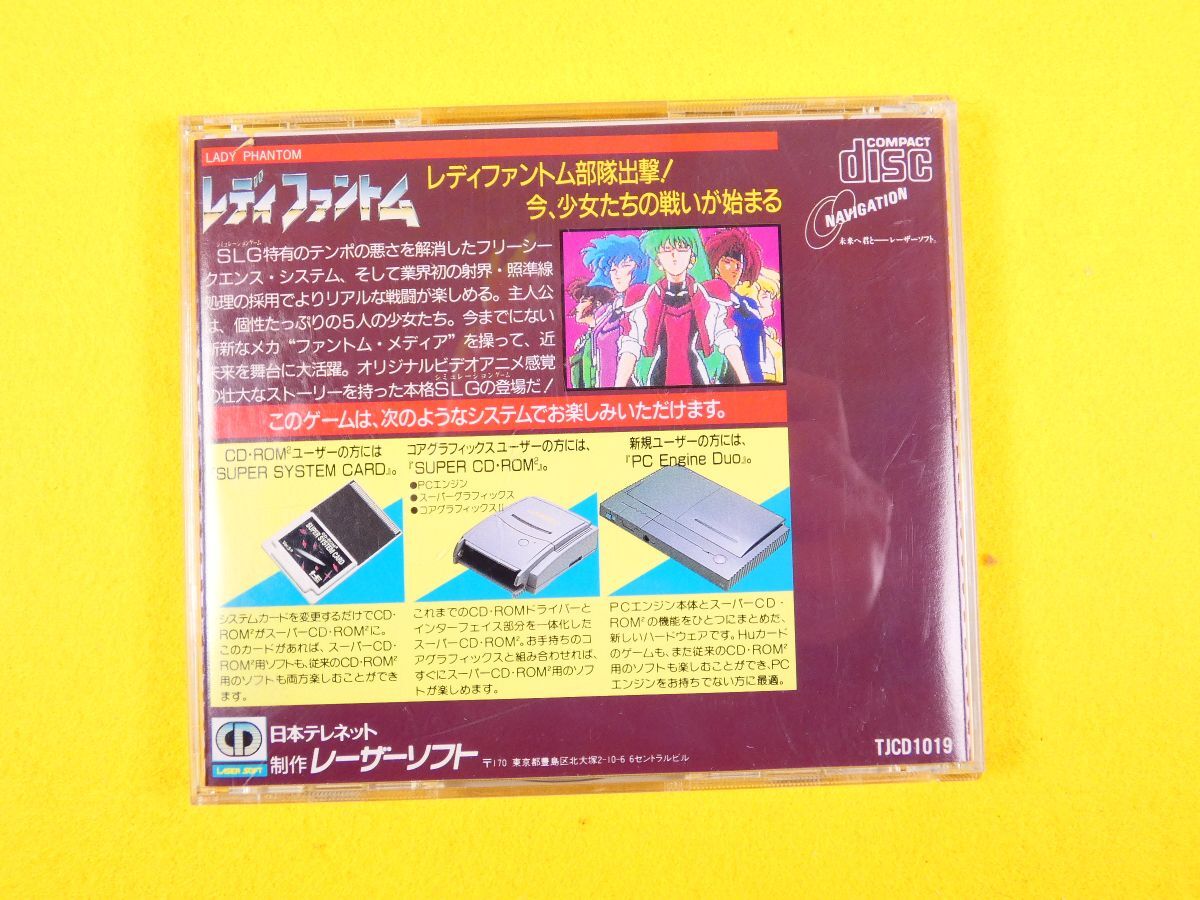 LADY PHANTOM
レディファントム
レディファントム部隊出撃!
今、少女たちの戦いが始まる
COMPACT
disc
NAVIGATION
未来へ君と——レーザーソフト。
シミュレーションゲーム
SLG特有のテンポの悪さを解消したフリーシー
クエンス・システム、そして業界初の射界・照準線
処理の採用でよりリアルな戦闘が楽しめる。主人公
は、個性たっぷりの5人の少女たち。今までにない
斬新なメカ“ファントム・メディア”を操って、近
未来を舞台に大活躍。オリジナルビデオアニメ感覚
シミュレーションゲーム
の壮大なストーリーを持った本格SLGの登場だ!
このゲームは、次のようなシステムでお楽しみいただけます。
CD・ROM²ユーザーの方には
『SUPER SYSTEM CARD』。
SUPER SYSTEM CARD
システムカードを変更するだけでCD・
ROM²がスーパーCD・ROM²に。
このカードがあれば、スーパーCD・
ROM²用ソフトも、従来のCD・ROM²
用のソフトも両方楽しむことができ
ます。
コアグラフィックスユーザーの方には、
『SUPER CD・ROM²』。
●PCエンジン
●スーパーグラフィックス
●コアグラフィックスII
これまでのCD・ROMドライバーと
インターフェイス部分を一体化した
スーパーCD・ROM²。お手持ちのコ
アグラフィックスと組み合わせれば、
すぐにスーパーCD・ROM²用のソフ
トが楽しめます。
新規ユーザーの方には、
『PC Engine Duo』。
PCエンジン本体とスーパーCD・
ROM²の機能をひとつにまとめた、
新しいハードウェアです。Huカード
のゲームも、また従来のCD・ROM²
用のソフトも楽しむことができ、PC
エンジンをお持ちでない方に最適。
CD
LASER SOFT
日本テレネット
制作 レーザーソフト
〒170 東京都豊島区北大塚2-10-6 6セントラルビル
TJCD1019